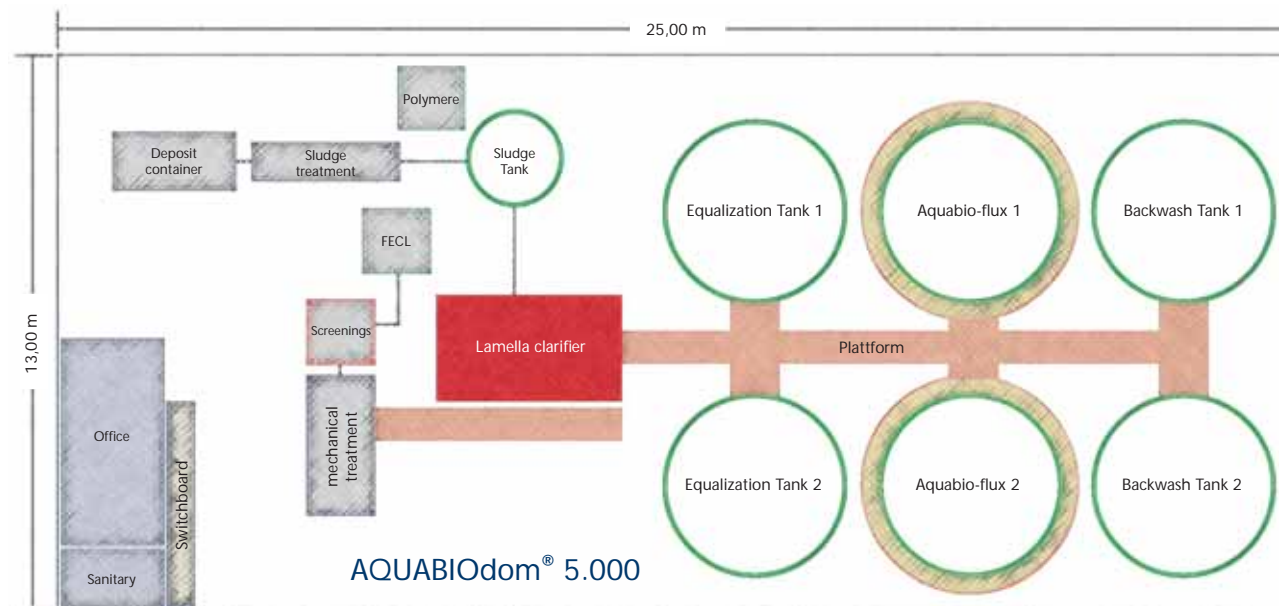 25,00 m
13,00 m
Polymere
Deposit
container
Sludge
treatment
Sludge
Tank
Equalization Tank 1
Aquabio-flux 1
Backwash Tank 1
FECL
Screenings
Lamella clarifier
Plattform
mechanical
treatment
Office
Switchboard
Sanitary
Equalization Tank 2
Aquabio-flux 2
Backwash Tank 2
AQUABIOdom® 5.000